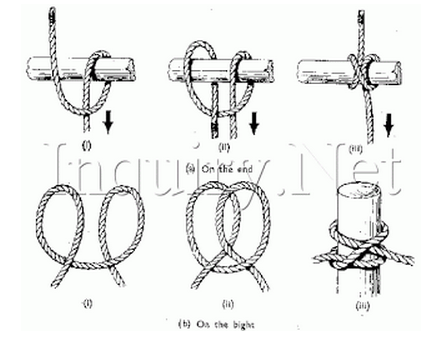 (i) (ii) (iii)
(a) On the end
Inquiry.Net
(i) (ii) (iii)
(b) On the bight